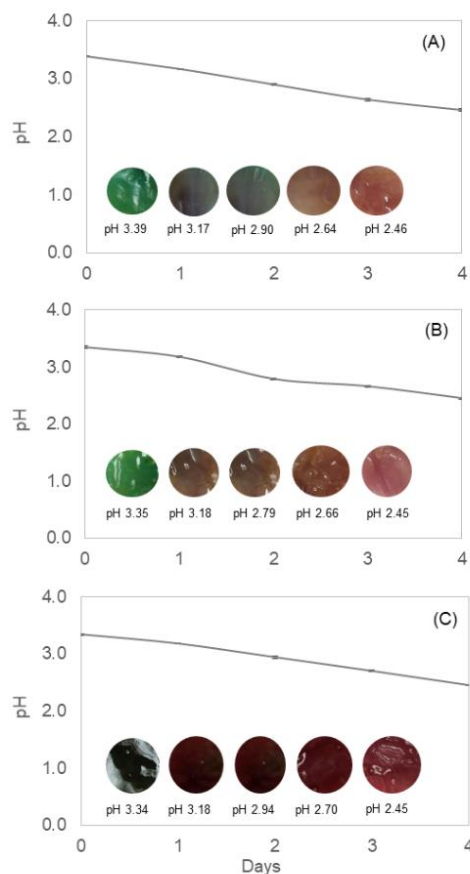 4.0
(A)
3.0
pH
2.0
1.0
pH 3.39 pH 3.17 pH 2.90 pH 2.64 pH 2.46
0.0
0 1 2 3 4
4.0
(B)
3.0
pH
2.0
1.0
pH 3.35 pH 3.18 pH 2.79 pH 2.66 pH 2.45
0.0
0 1 2 3 4
4.0
(C)
3.0
pH
2.0
1.0
pH 3.34 pH 3.18 pH 2.94 pH 2.70 pH 2.45
0.0
0 1 2 3 4
Days